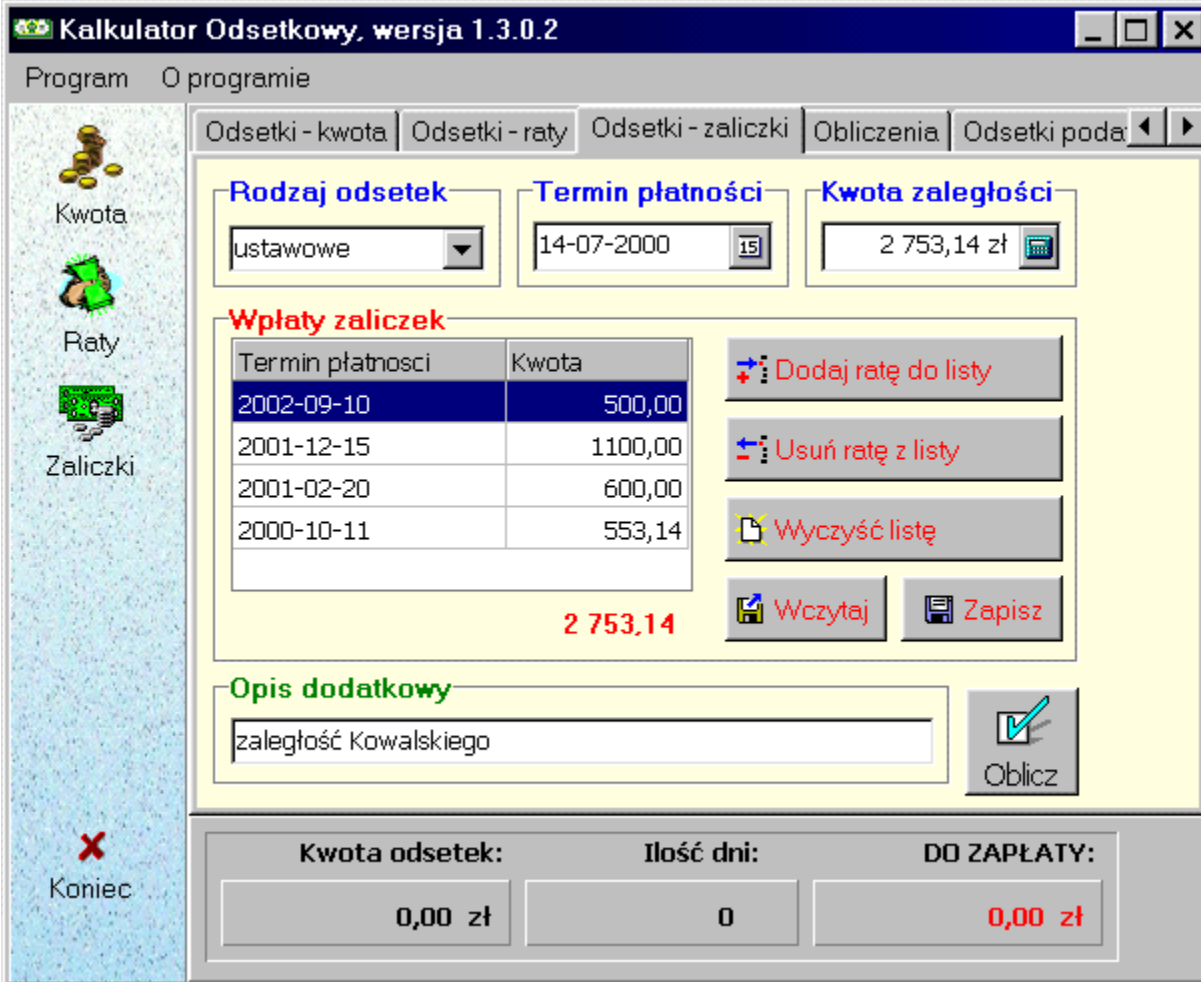 Kalkulator Odsetkowy, wersja 1.3.0.2
Program O programie
Odsetki - kwota Odsetki - raty Odsetki - zaliczki Obliczenia Odsetki poda
Kwota
Raty
Zaliczki
Koniec
Rodzaj odsetek Termin płatności Kwota zaległości
ustawowe 14-07-2000 15 2 753,14 zł
Wpłaty zaliczek
Termin płatnosci Kwota
2002-09-10 500,00
2001-12-15 1100,00
2001-02-20 600,00
2000-10-11 553,14
2 753,14
Dodaj ratę do listy
Usuń ratę z listy
Wyczyść listę
Wczytaj Zapisz
Opis dodatkowy
zaległość Kowalskiego
Oblicz
Kwota odsetek: Ilość dni: DO ZAPŁATY:
0,00 zł 0 0,00 zł